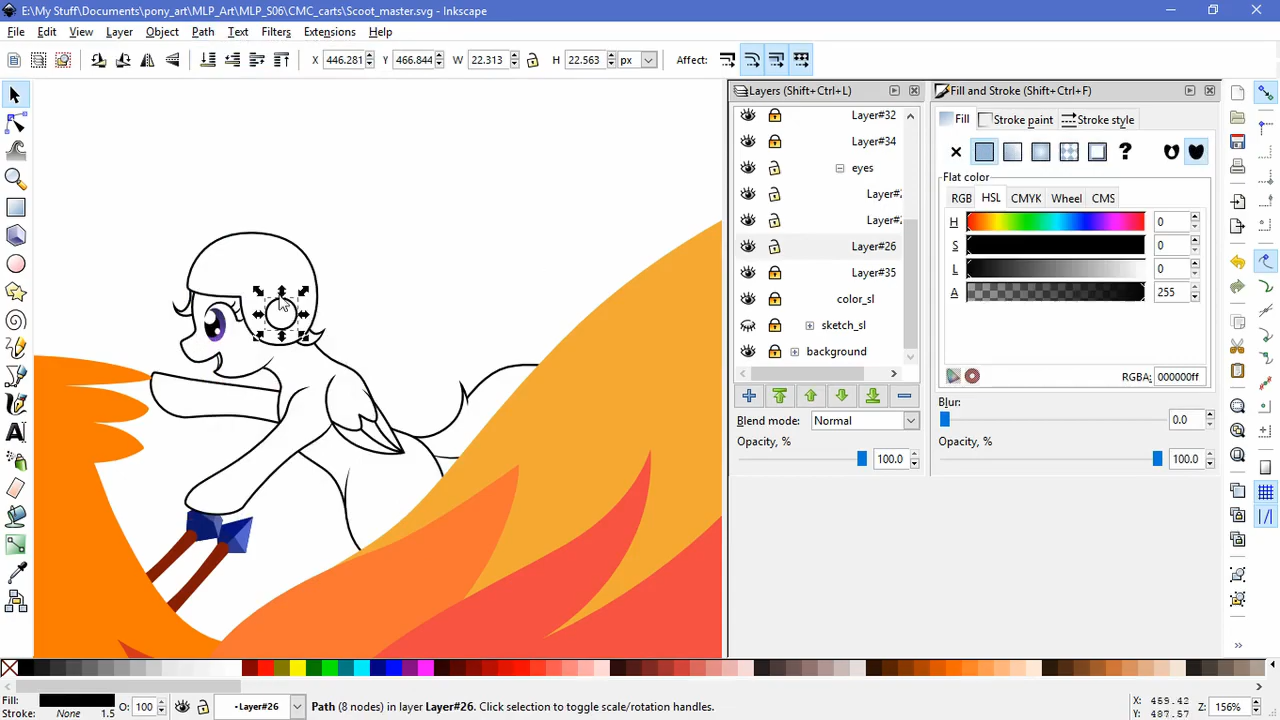 E:\My Stuff\Documents\pony_art\MLP_Art\MLP_S06\CMC_carts\Scoot_master.svg - Inkscape
File Edit View Layer Object Path Text Filters Extensions Help
X 446.281 Y 466.844 W 22.313 H 22.563 px Affect:
Layers (Shift+Ctrl+L)
Fill and Stroke (Shift+Ctrl+F)
Layer#32
Layer#34
eyes
Layer#
Layer#
Layer#26
Layer#35
color_sl
sketch_sl
background
Blend mode: Normal
Opacity, % 
100.0
Fill Stroke paint Stroke style
?
Flat color
RGB HSL CMYK Wheel CMS
H 0
S 0
L 0
A 255
RGBA: 000000ff
Blur:
0.0
Opacity, %
100.0
Fill:
Stroke: None 1.5
O: 100
•Layer#26
Path (8 nodes) in layer Layer#26. Click selection to toggle scale/rotation handles.
X: 459.42
Y: 487.57
Z: 156%